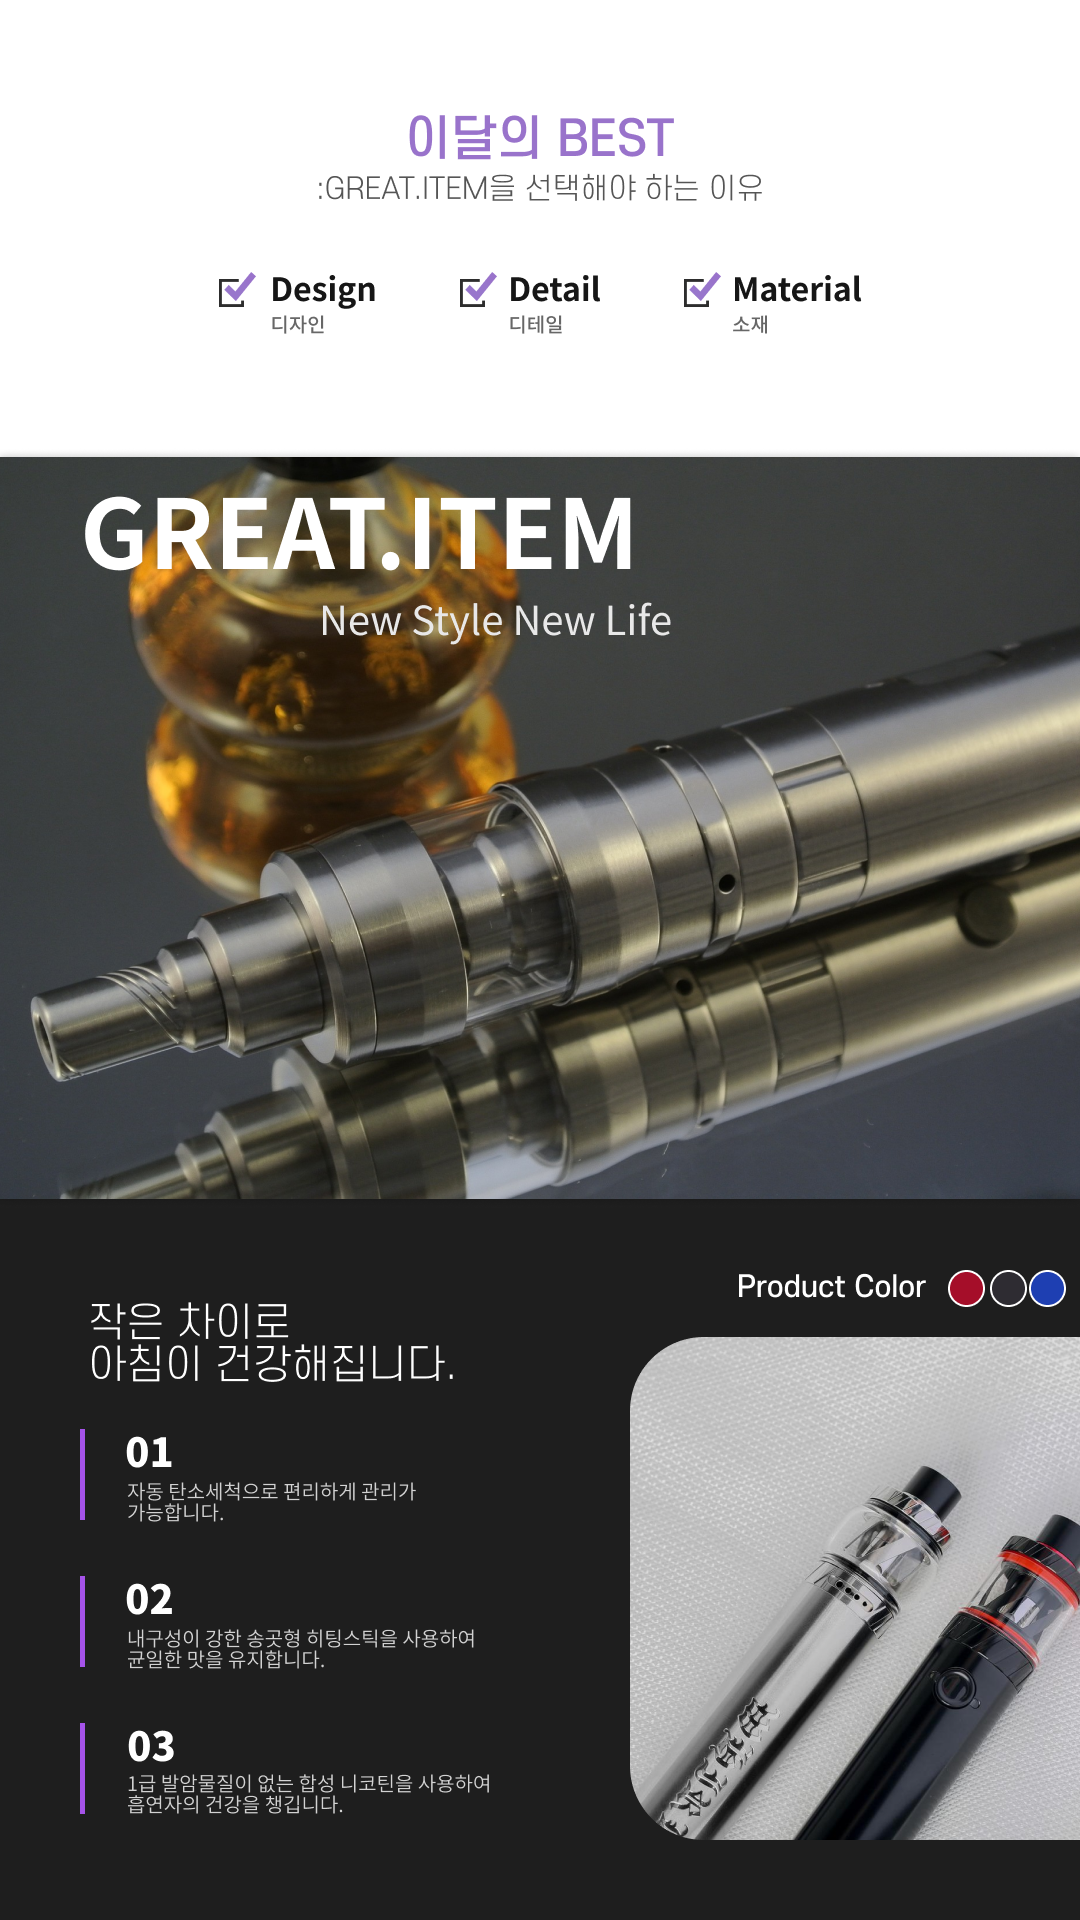 이달의 BEST
:GREAT.ITEM을 선택해야 하는 이유
Design
디자인
Detail
디테일
Material
소재
GREAT.ITEM
New Style New Life
Product Color
작은 차이로
아침이 건강해집니다.
01
자동 탄소세척으로 편리하게 관리가
가능합니다.
02
내구성이 강한 송곳형 히팅스틱을 사용하여
균일한 맛을 유지합니다.
03
1급 발암물질이 없는 합성 니코틴을 사용하여
흡연자의 건강을 챙깁니다.